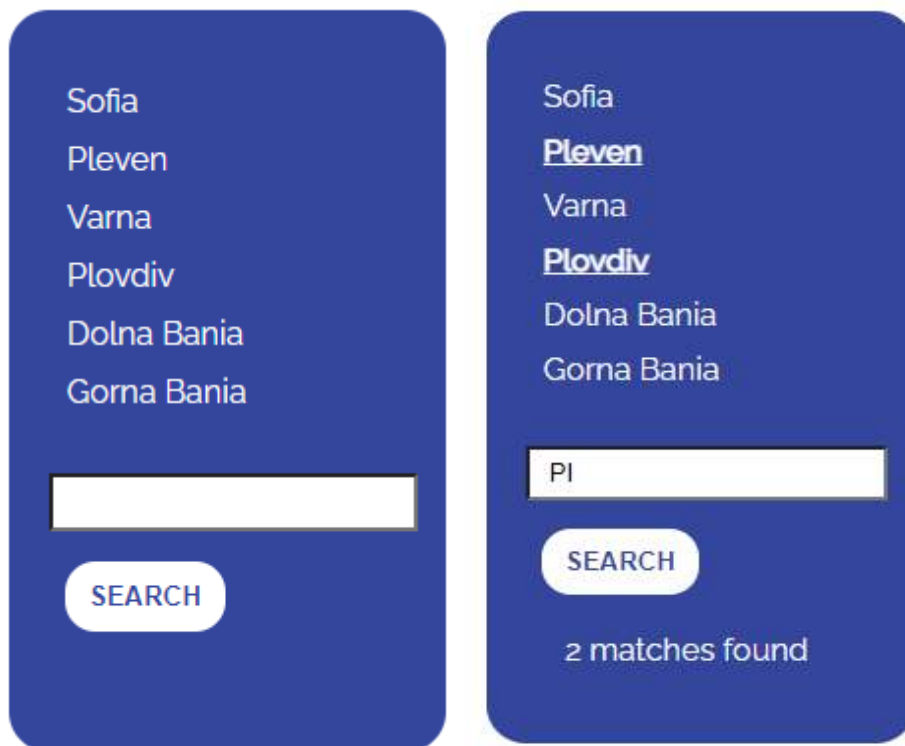 Sofia
Pleven
Varna
Plovdiv
Dolna Bania
Gorna Bania
SEARCH
Sofia
Pleven
Varna
Plovdiv
Dolna Bania
Gorna Bania
Pl
SEARCH
2 matches found